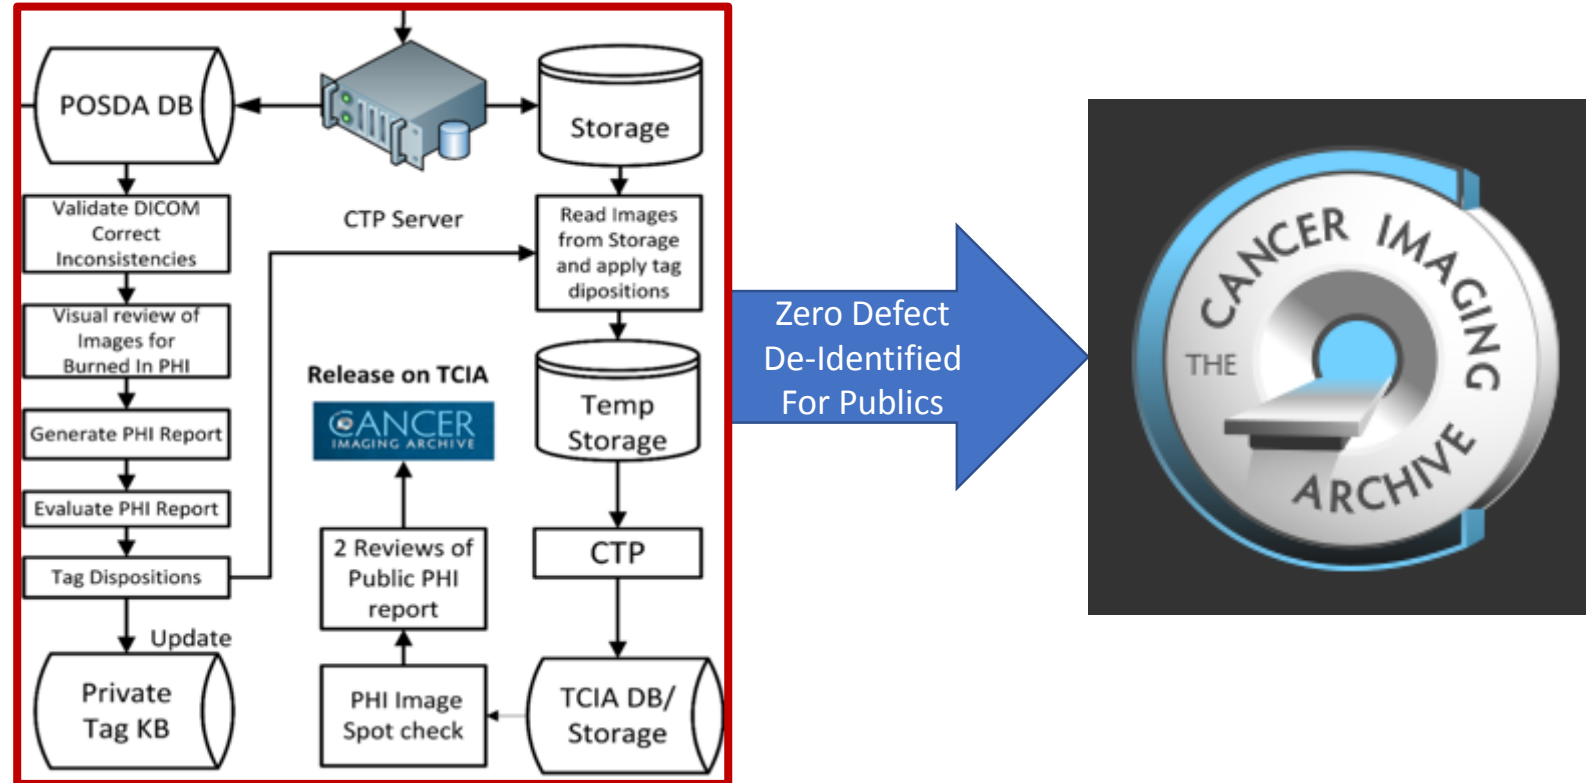 POSDA DB
CTP Server
Storage
Validate DICOM
Correct
Inconsistencies
Visual review of
Images for
Burned In PHI
Generate PHI Report
Evaluate PHI Report
Tag Dispositions
Update
Private
Tag KB
Read Images
from Storage
and apply tag
dipositions
Temp
Storage
CTP
TCIA DB/
Storage
PHI Image
Spot check
2 Reviews of
Public PHI
report
Release on TCIA
CANCER
IMAGING ARCHIVE
Zero Defect
De-Identified
For Publics
THE
CANCER IMAGING
ARCHIVE